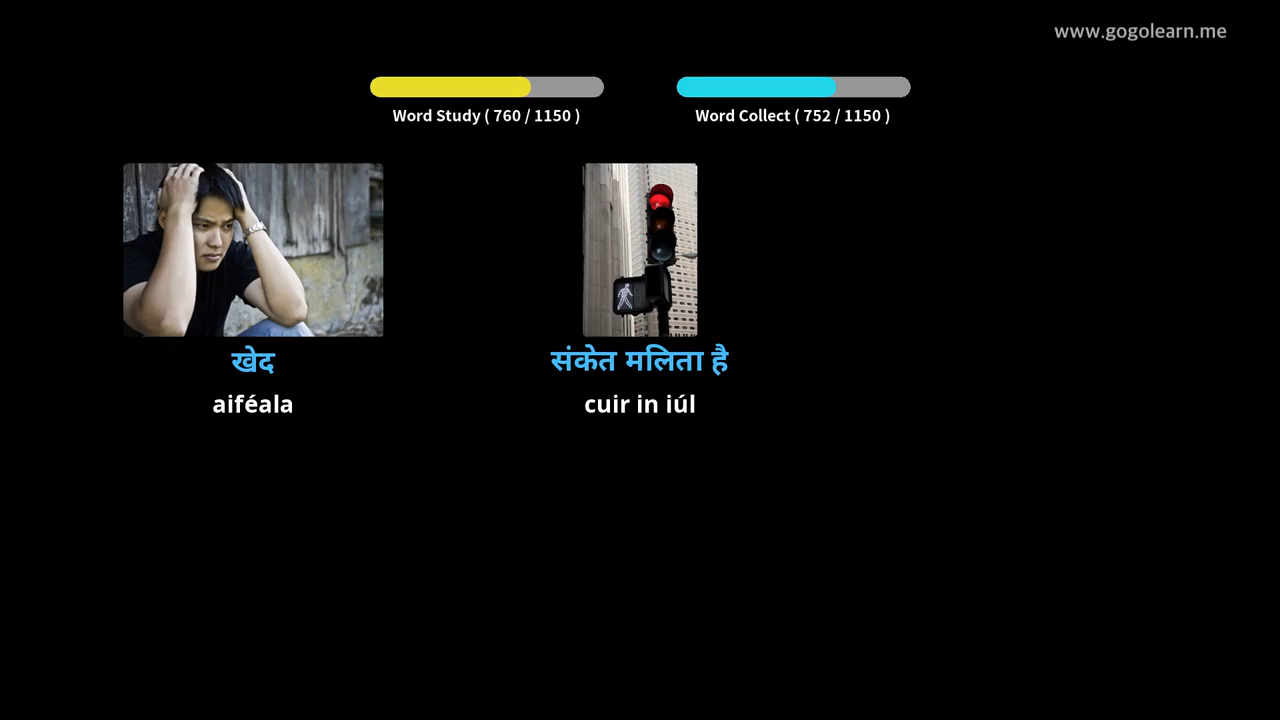 www.gogolearn.me
Word Study ( 760 / 1150 )
Word Collect ( 752 / 1150 )
खेद
संकेत मलिता है
aiféala
cuir in iúl